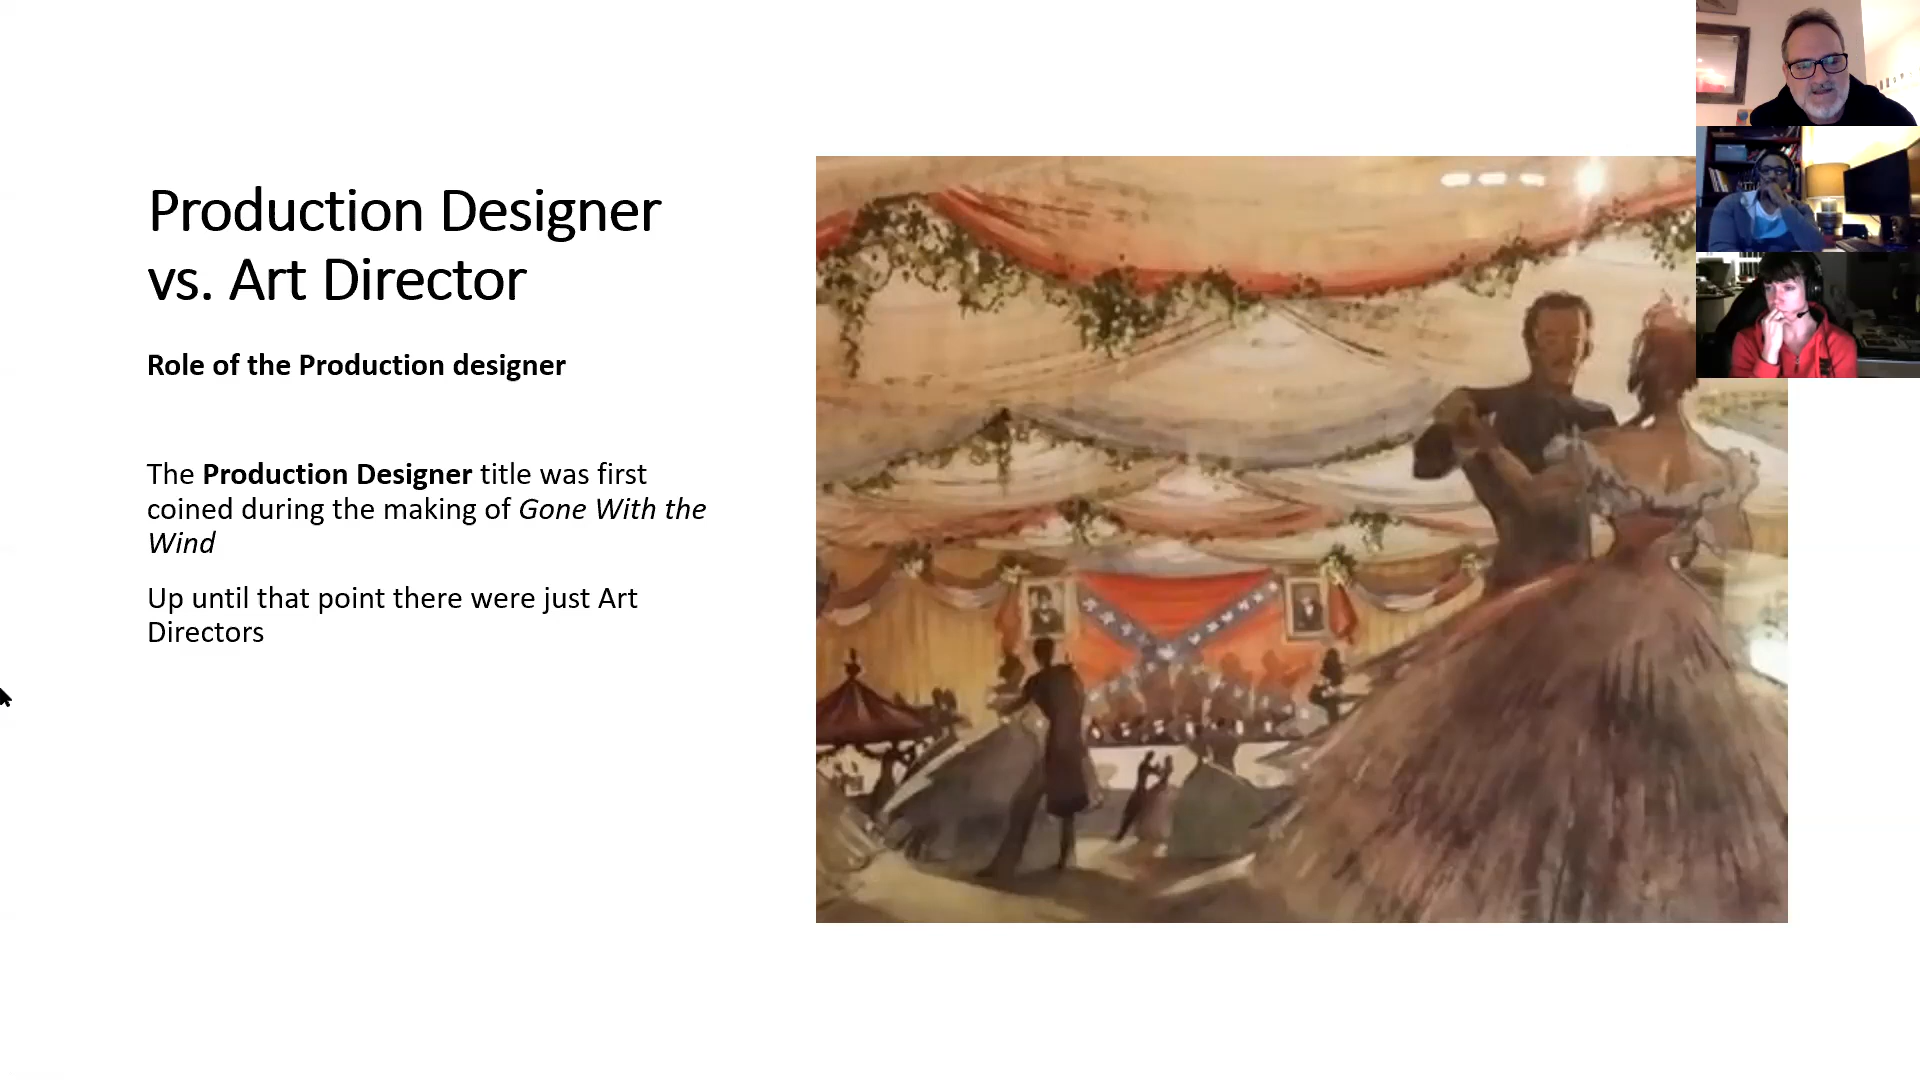 Production Designer
vs. Art Director
Role of the Production designer
The Production Designer title was first
coined during the making of Gone With the
Wind
Up until that point there were just Art
Directors